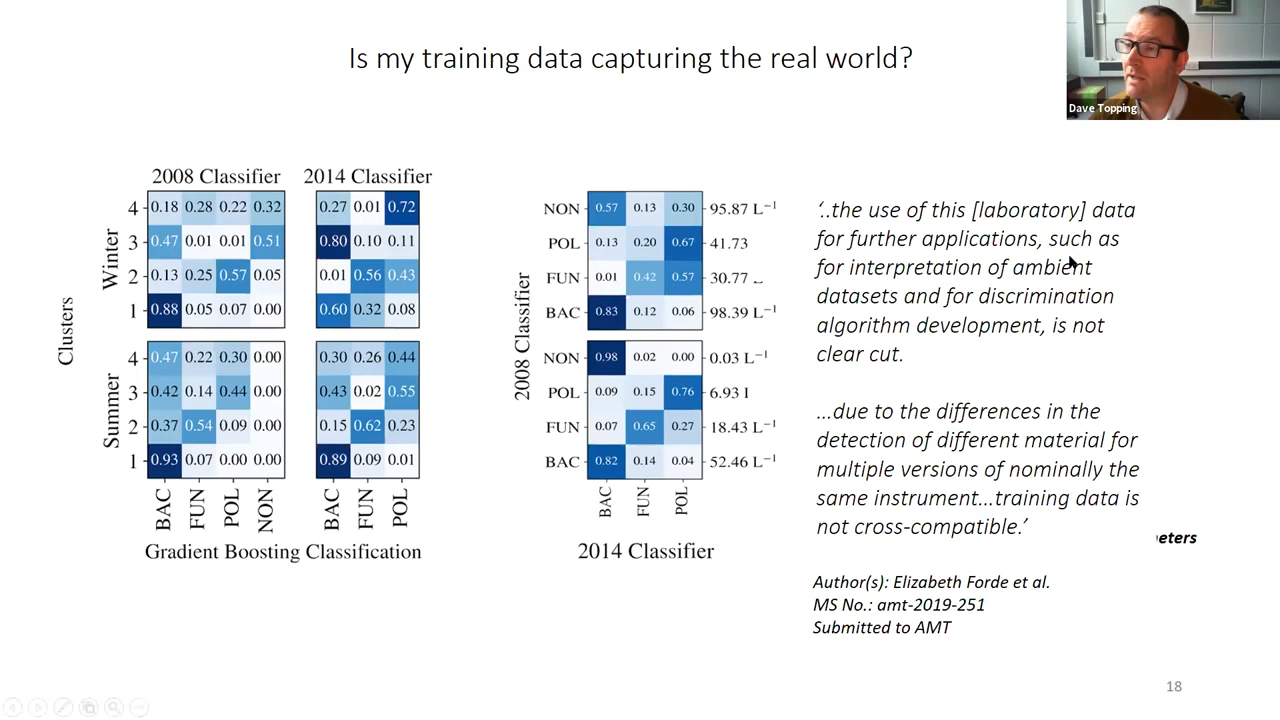 Is my training data capturing the real world?
Dave Topping
2008 Classifier 2014 Classifier
Clusters
Winter
4 0.18 0.28 0.22 0.32 0.27 0.01 0.72
3 0.47 0.01 0.01 0.51 0.80 0.10 0.11
2 0.13 0.25 0.57 0.05 0.01 0.56 0.43
1 0.88 0.05 0.07 0.00 0.60 0.32 0.08
Summer
4 0.47 0.22 0.30 0.00 0.30 0.26 0.44
3 0.42 0.14 0.44 0.00 0.43 0.02 0.55
2 0.37 0.54 0.09 0.00 0.15 0.62 0.23
1 0.93 0.07 0.00 0.00 0.89 0.09 0.01
BAC FUN POL NON BAC FUN POL
Gradient Boosting Classification
2008 Classifier
NON 0.57 0.13 0.30 95.87 L⁻¹
POL 0.13 0.20 0.67 41.73
FUN 0.01 0.42 0.57 30.77
BAC 0.83 0.12 0.06 98.39 L⁻¹
NON 0.98 0.02 0.00 0.03 L⁻¹
POL 0.09 0.15 0.76 6.93
FUN 0.07 0.65 0.27 18.43 L⁻¹
BAC 0.82 0.14 0.04 52.46 L⁻¹
BAC FUN POL
2014 Classifier
‘..the use of this [laboratory] data
for further applications, such as
for interpretation of ambient
datasets and for discrimination
algorithm development, is not
clear cut.
...due to the differences in the
detection of different material for
multiple versions of nominally the
same instrument...training data is
not cross-compatible.’
eters
Author(s): Elizabeth Forde et al.
MS No.: amt-2019-251
Submitted to AMT
18